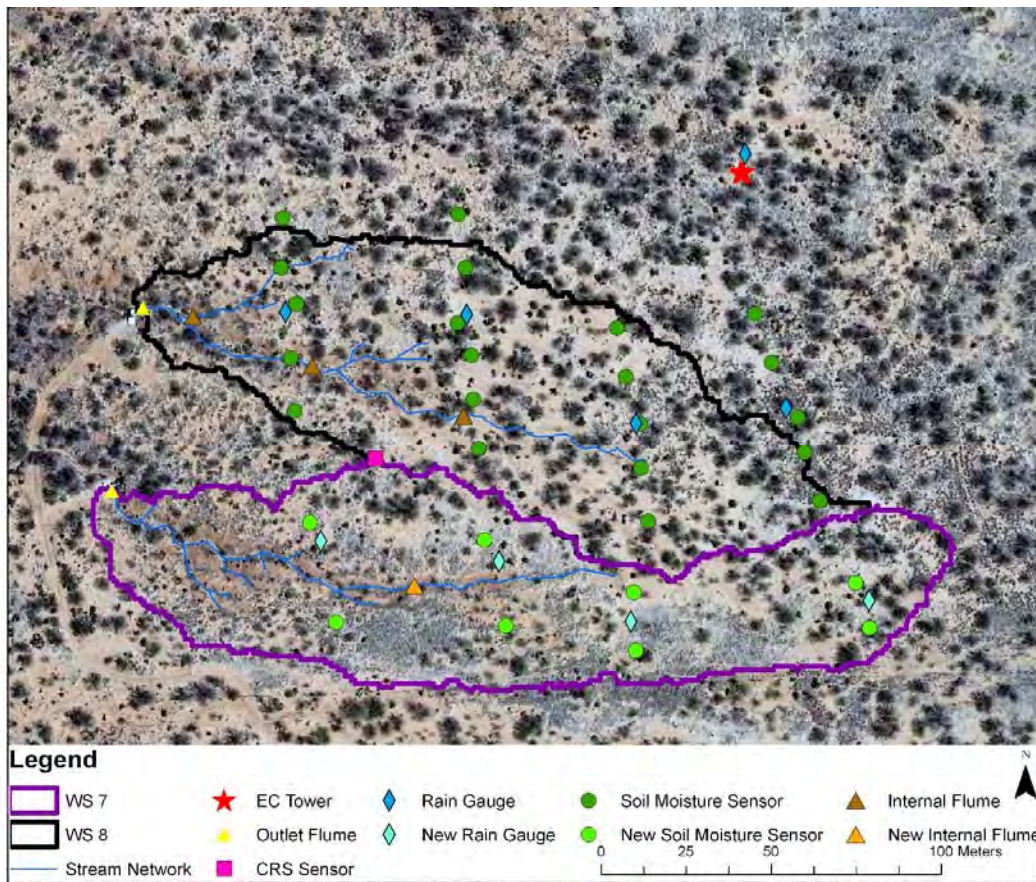 Legend
N
WS 7
EC Tower
Rain Gauge
Soil Moisture Sensor
Internal Flume
WS 8
Outlet Flume
New Rain Gauge
New Soil Moisture Sensor
New Internal Flume
Stream Network
CRS Sensor
0 25 50 100 Meters